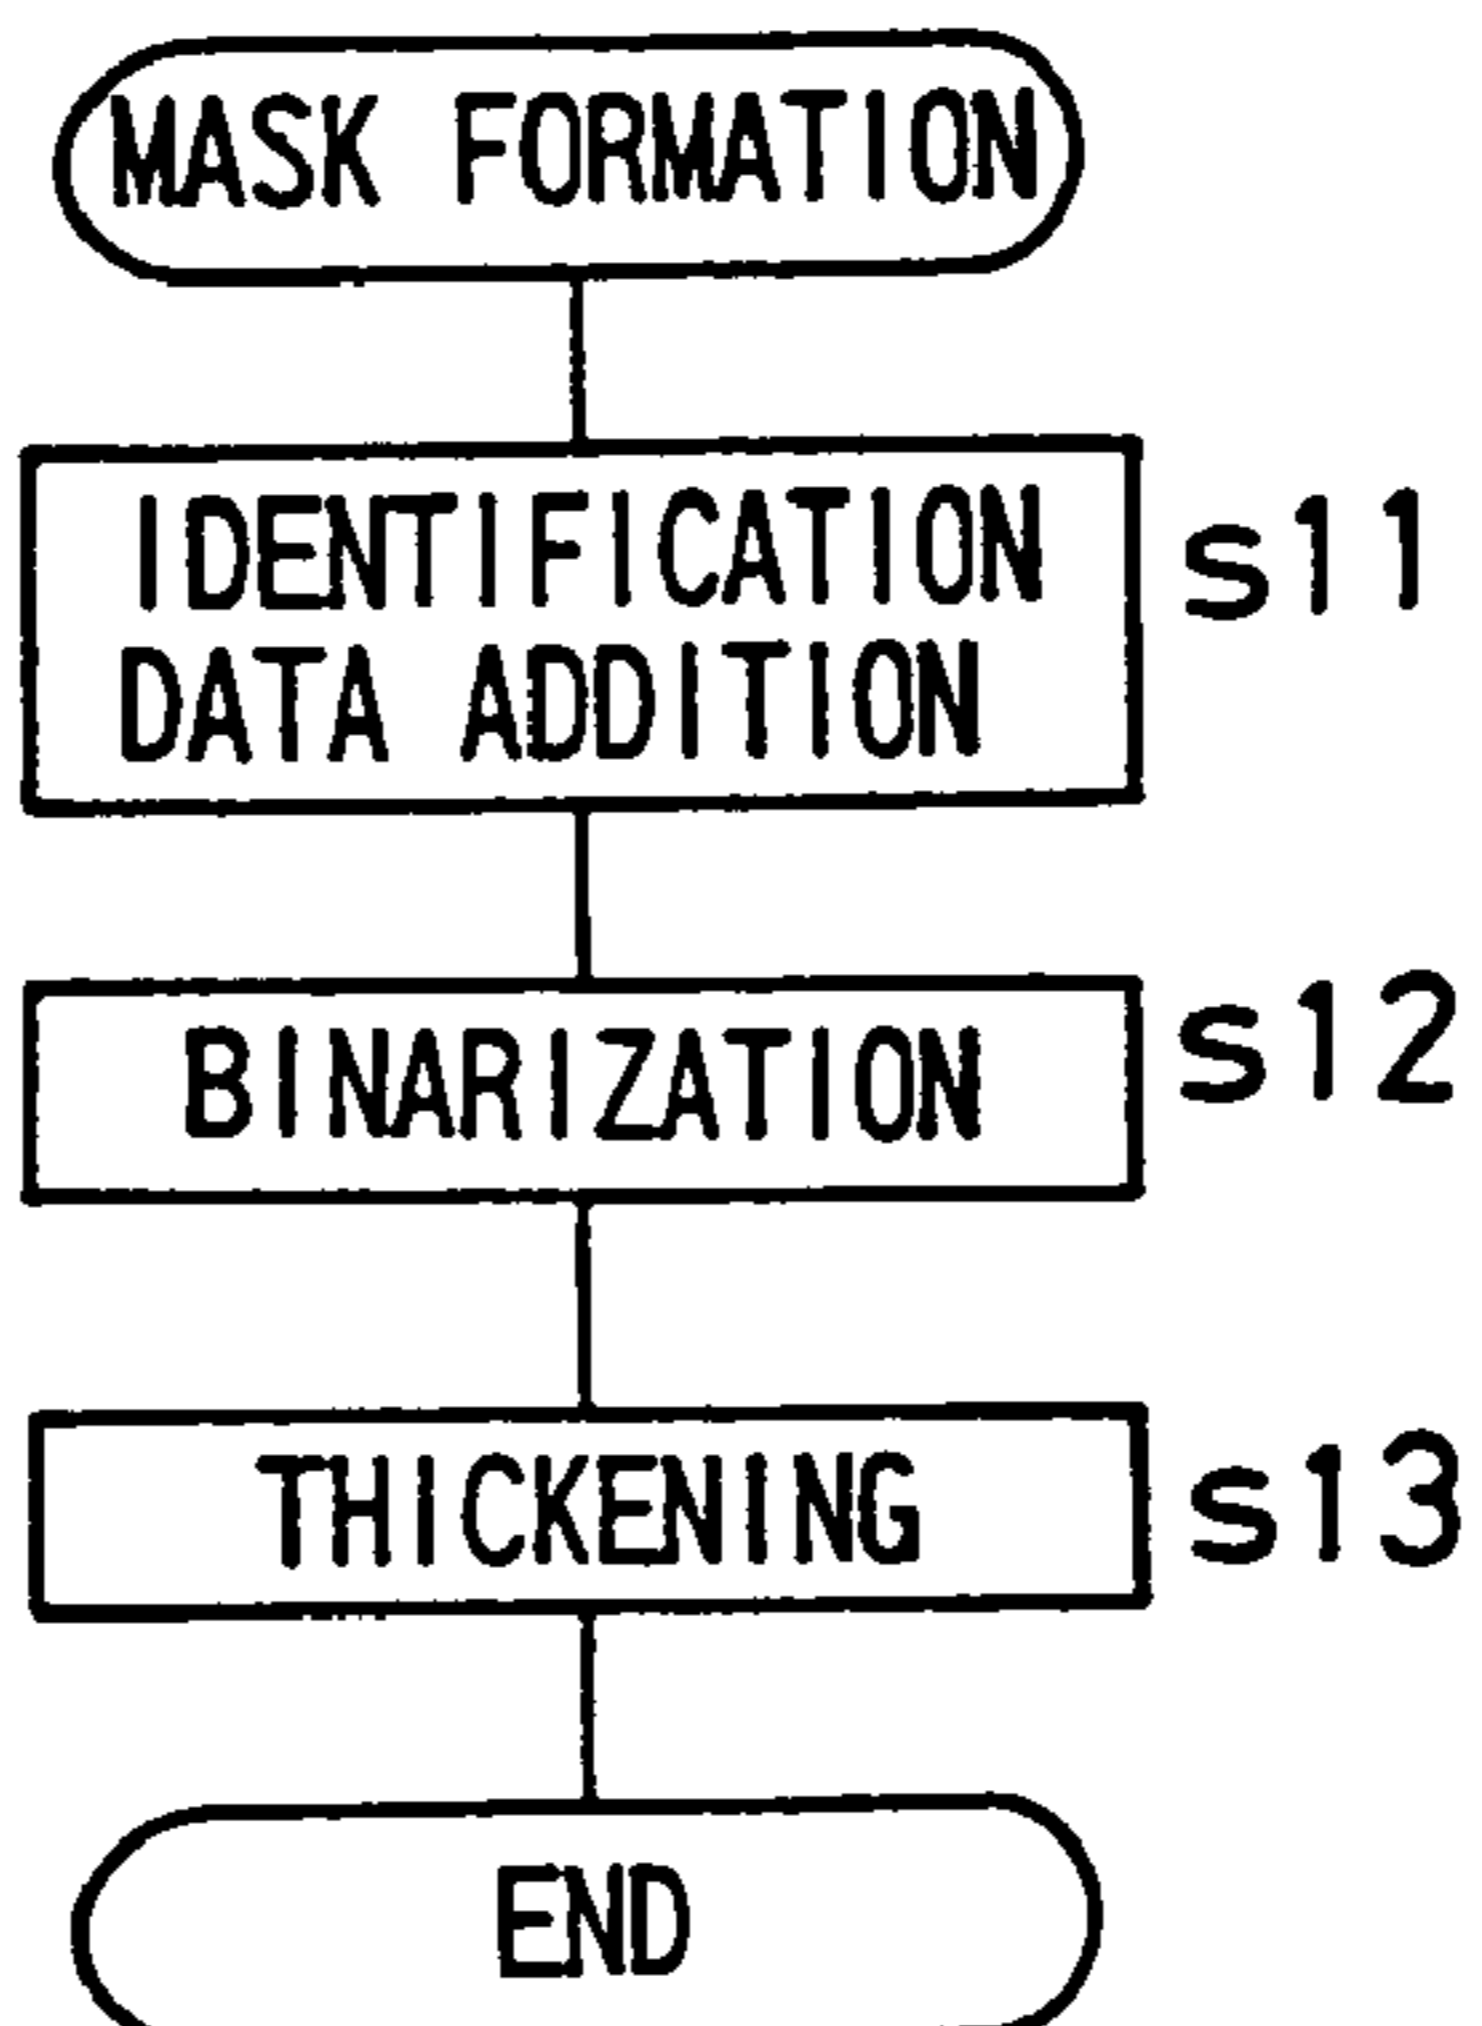 MASK FORMATION
IDENTIFICATION
DATA ADDITION
s11
BINARIZATION
s12
THICKENING
s13
END